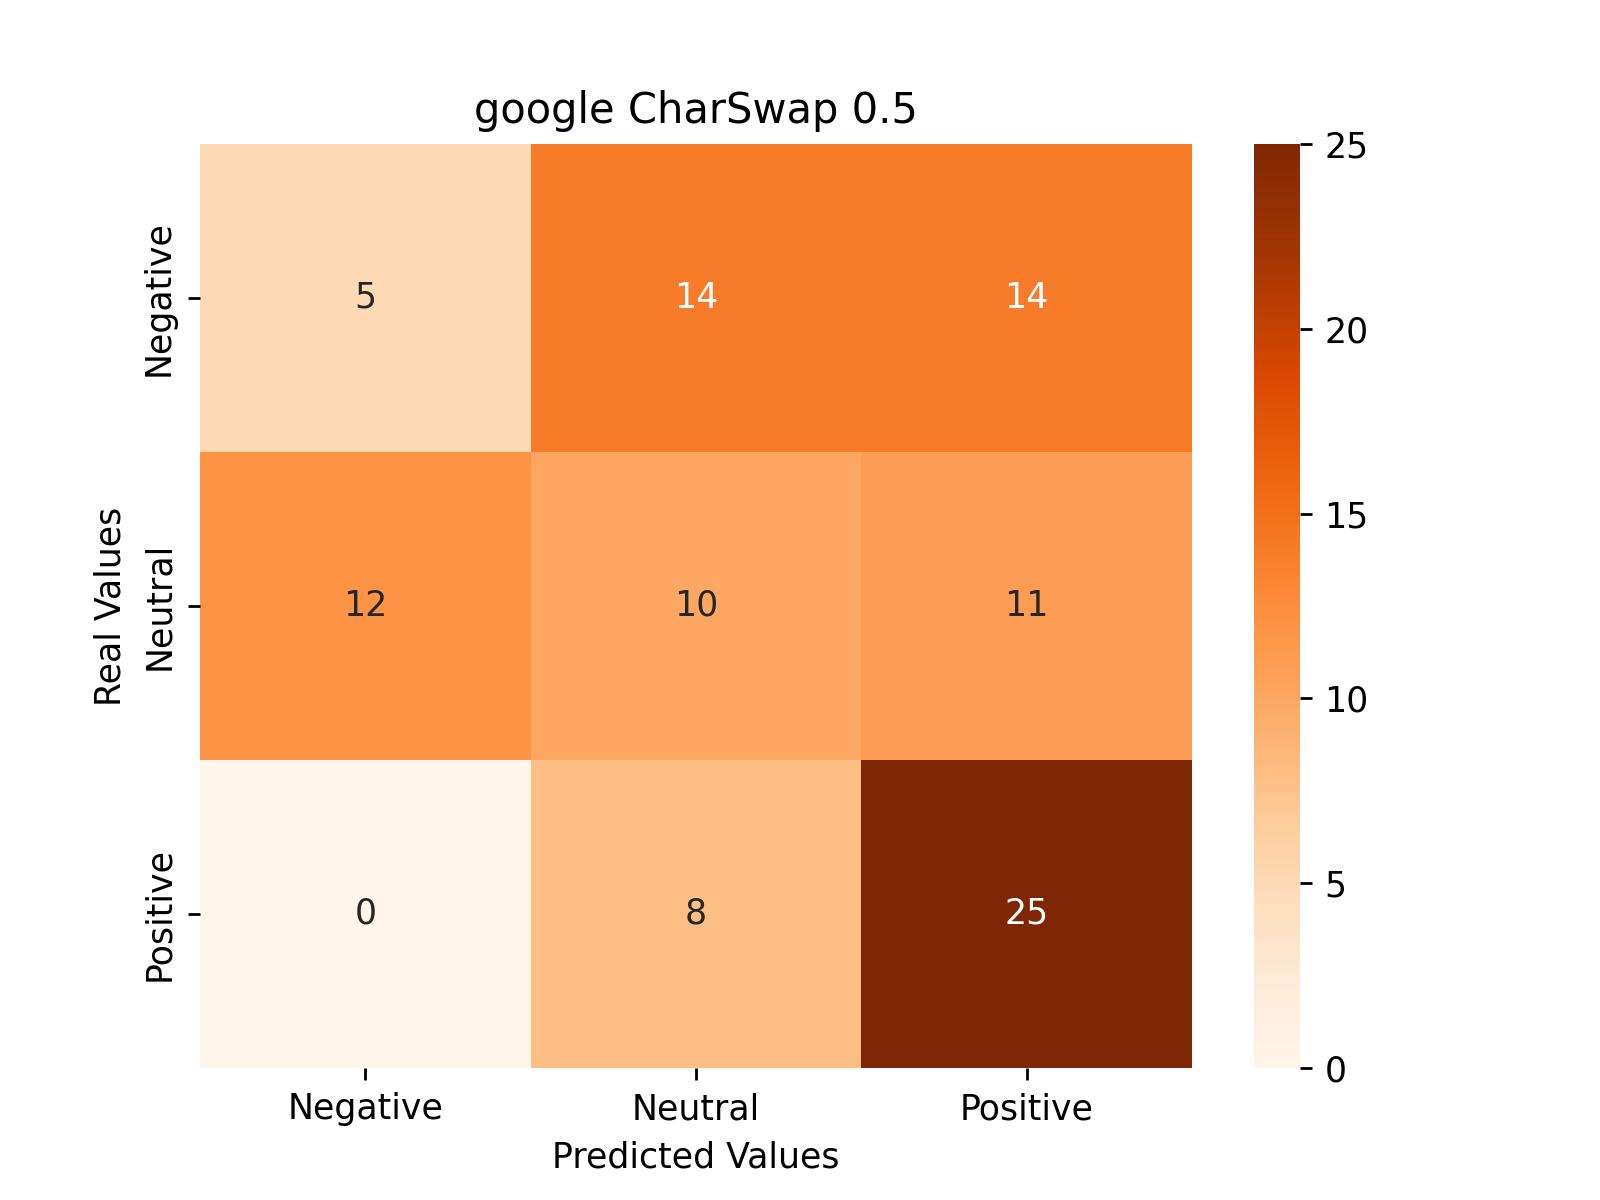 google CharSwap 0.5
Real Values
Negative
5 14 14
Neutral
12 10 11
Positive
0 8 25
Negative Neutral Positive
Predicted Values
25
20
15
10
5
0